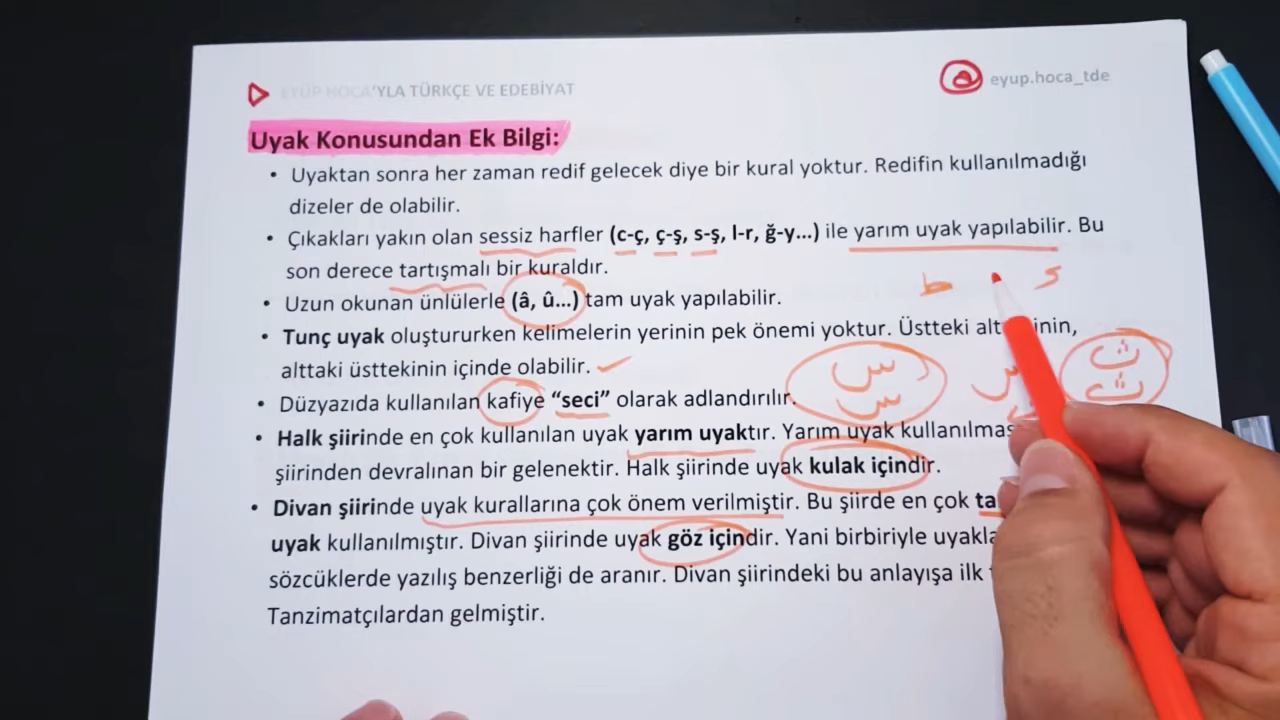 EYÜP HOCA'YLA TÜRKÇE VE EDEBİYAT
eyup.hoca_tde
Uyak Konusundan Ek Bilgi:
• Uyaktan sonra her zaman redif gelecek diye bir kural yoktur. Redifin kullanılmadığı
dizeler de olabilir.
• Çıkakları yakın olan sessiz harfler (c-ç, ç-ş, s-ş, l-r, ğ-y...) ile yarım uyak yapılabilir. Bu
son derece tartışmalı bir kuraldır.
ط
• Uzun okunan ünlülerle (â, û...) tam uyak yapılabilir.
• Tunç uyak oluştururken kelimelerin yerinin pek önemi yoktur. Üstteki
alttaki üsttekinin içinde olabilir.
س س ث
س ث
• Düzyazıda kullanılan kafiye "seci" olarak adlandırılır.
• Halk şiirinde en çok kullanılan uyak yarım uyaktır. Yarım uyak
şiirinden devralınan bir gelenektir. Halk şiirinde uyak kulak içindir.
• Divan şiirinde uyak kurallarına çok önem verilmiştir. Bu şiirde en çok
uyak kullanılmıştır. Divan şiirinde uyak göz içindir. Yani birbiriyle
sözcüklerde yazılış benzerliği de aranır. Divan şiirindeki bu anlayışa ilk
Tanzimatçılardan gelmiştir.